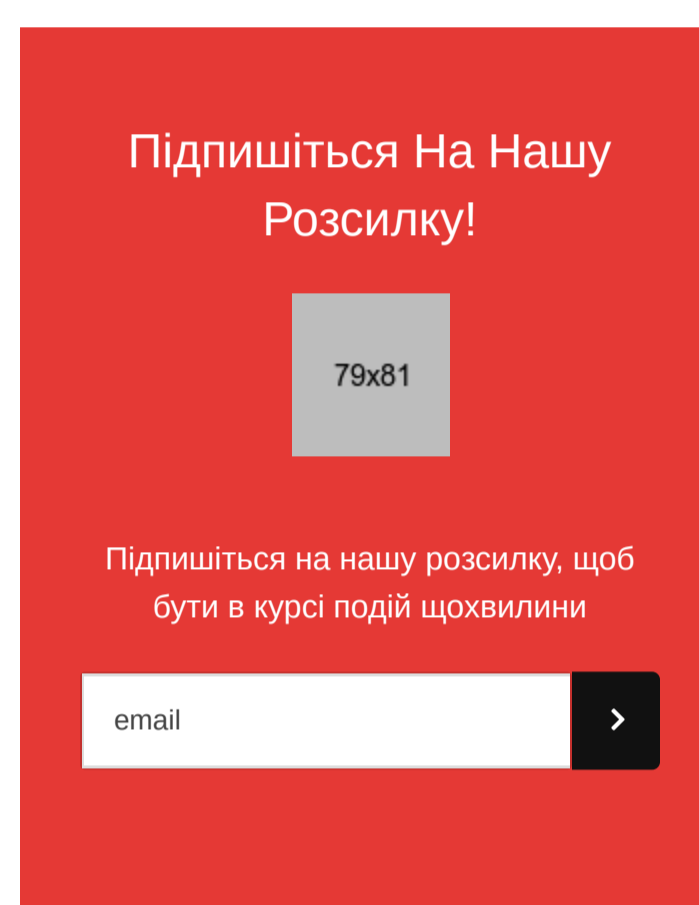 Підпишіться На Нашу
Розсилку!
79x81
Підпишіться на нашу розсилку, щоб
бути в курсі подій щохвилини
email